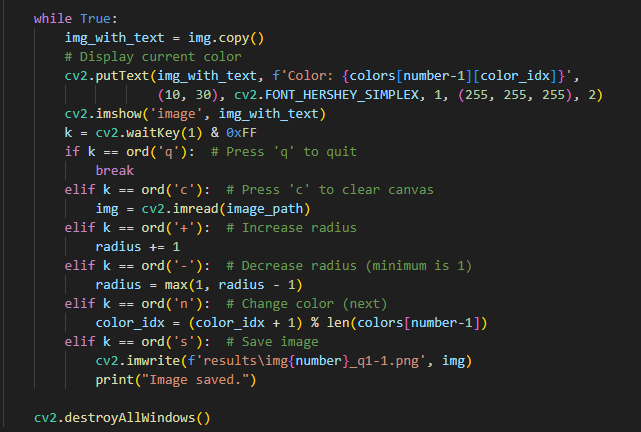 while True:
    img_with_text = img.copy()
    # Display current color
    cv2.putText(img_with_text, f'Color: {colors[number-1][color_idx]}',
                (10, 30), cv2.FONT_HERSHEY_SIMPLEX, 1, (255, 255, 255), 2)
    cv2.imshow('image', img_with_text)
    k = cv2.waitKey(1) & 0xFF
    if k == ord('q'):  # Press 'q' to quit
        break
    elif k == ord('c'):  # Press 'c' to clear canvas
        img = cv2.imread(image_path)
    elif k == ord('+'):  # Increase radius
        radius += 1
    elif k == ord('-'):  # Decrease radius (minimum is 1)
        radius = max(1, radius - 1)
    elif k == ord('n'):  # Change color (next)
        color_idx = (color_idx + 1) % len(colors[number-1])
    elif k == ord('s'):  # Save image
        cv2.imwrite(f'results\img{number}_q1-1.png', img)
        print("Image saved.")
cv2.destroyAllWindows()